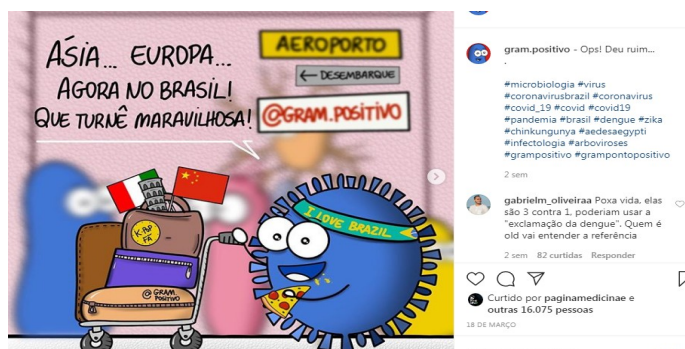 ÁSIA... EUROPA...
AGORA NO BRASIL!
QUE TURNÊ MARAVILHOSA!
AEROPORTO
← DESEMBARQUE
@GRAM.POSITIVO
I LOVE BRAZIL
K-POP
FÃ
@ GRAM
POSITIVO
gram.positivo - Ops! Deu ruim...
.
#microbiologia #virus
#coronavirusbrazil #coronavirus
#covid_19 #covid #covid19
#pandemia #brasil #dengue #zika
#chinkungunya #aedesaegypti
#infectologia #arboviroses
#grampositivo #grampontopositivo
2 sem
gabrielm_oliveiraa Poxa vida, elas
são 3 contra 1, poderiam usar a
"exclamação da dengue". Quem é
old vai entender a referência
2 sem 82 curtidas Responder
Curtido por paginamedicinae e
outras 16.075 pessoas
18 DE MARÇO